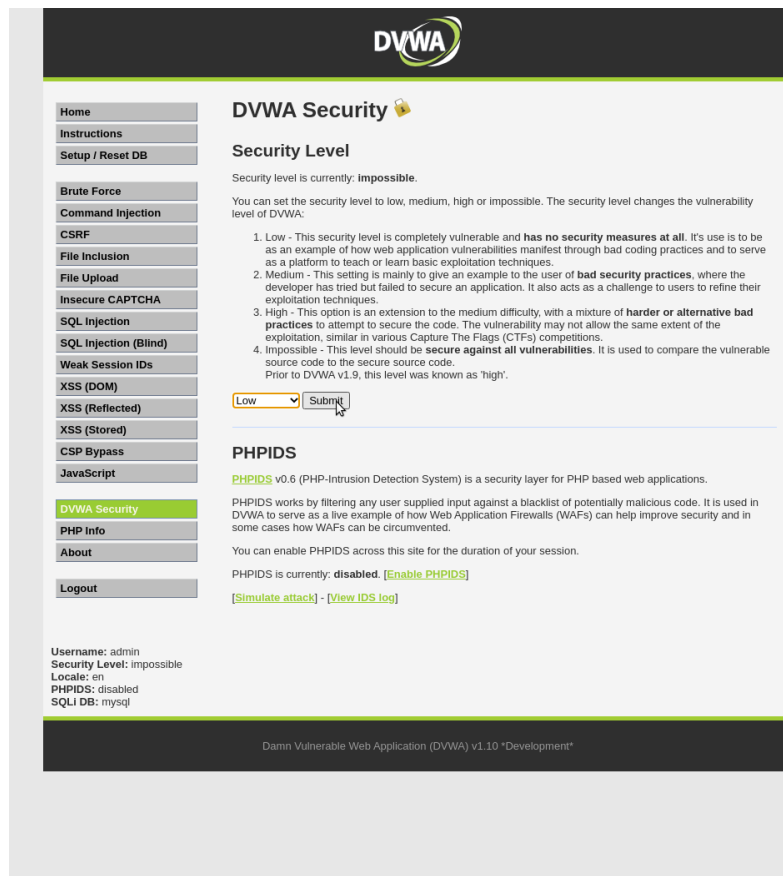 DVWA
Home
Instructions
Setup / Reset DB
Brute Force
Command Injection
CSRF
File Inclusion
File Upload
Insecure CAPTCHA
SQL Injection
SQL Injection (Blind)
Weak Session IDs
XSS (DOM)
XSS (Reflected)
XSS (Stored)
CSP Bypass
JavaScript
DVWA Security
PHP Info
About
Logout
Username: admin
Security Level: impossible
Locale: en
PHPIDS: disabled
SQLi DB: mysql
DVWA Security
Security Level
Security level is currently: impossible.
You can set the security level to low, medium, high or impossible. The security level changes the vulnerability
level of DVWA:
1. Low - This security level is completely vulnerable and has no security measures at all. It's use is to be
as an example of how web application vulnerabilities manifest through bad coding practices and to serve
as a platform to teach or learn basic exploitation techniques.
2. Medium - This setting is mainly to give an example to the user of bad security practices, where the
developer has tried but failed to secure an application. It also acts as a challenge to users to refine their
exploitation techniques.
3. High - This option is an extension to the medium difficulty, with a mixture of harder or alternative bad
practices to attempt to secure the code. The vulnerability may not allow the same extent of the
exploitation, similar in various Capture The Flags (CTFs) competitions.
4. Impossible - This level should be secure against all vulnerabilities. It is used to compare the vulnerable
source code to the secure source code.
Prior to DVWA v1.9, this level was known as 'high'.
Low Submit
PHPIDS
PHPIDS v0.6 (PHP-Intrusion Detection System) is a security layer for PHP based web applications.
PHPIDS works by filtering any user supplied input against a blacklist of potentially malicious code. It is used in
DVWA to serve as a live example of how Web Application Firewalls (WAFs) can help improve security and in
some cases how WAFs can be circumvented.
You can enable PHPIDS across this site for the duration of your session.
PHPIDS is currently: disabled. [Enable PHPIDS]
[Simulate attack] - [View IDS log]
Damn Vulnerable Web Application (DVWA) v1.10 *Development*